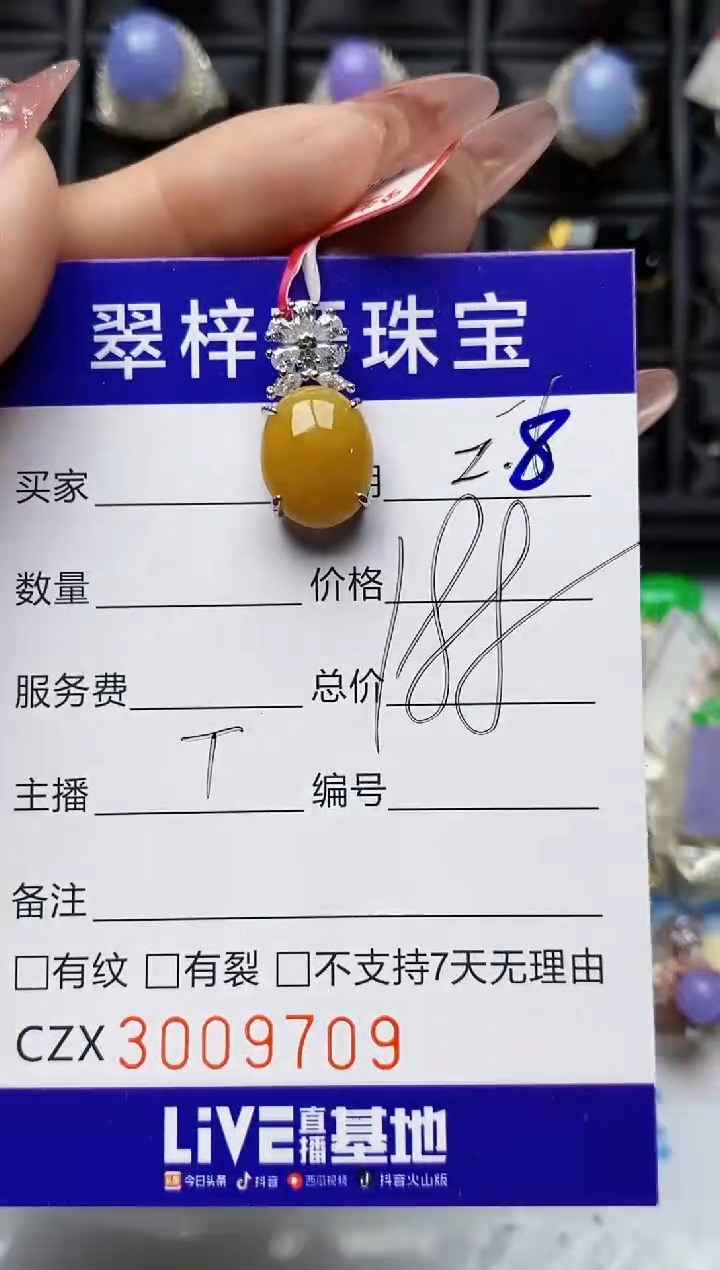 翠梓 珠宝
买家
2.8
数量
价格
188
服务费
总价
主播 T
编号
备注
□有纹 □有裂 □不支持7天无理由
CZX 3009709
LiVE直播基地
今日头条 抖音 西瓜视频 抖音火山版